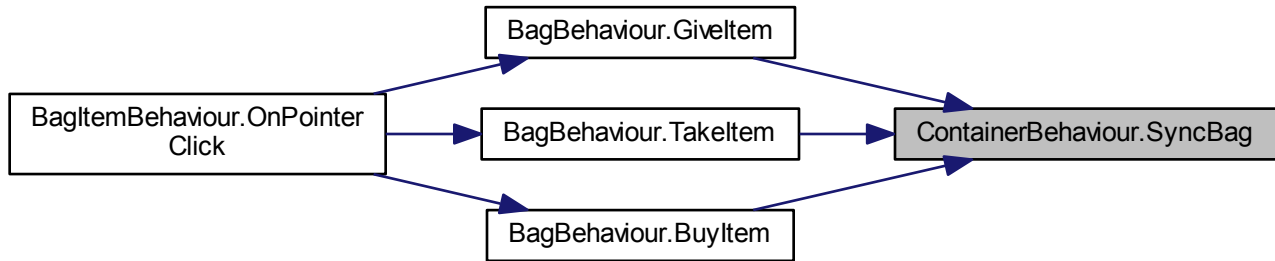 BagBehaviour.GiveItem
BagItemBehaviour.OnPointer
Click
BagBehaviour.TakeItem
ContainerBehaviour.SyncBag
BagBehaviour.BuyItem